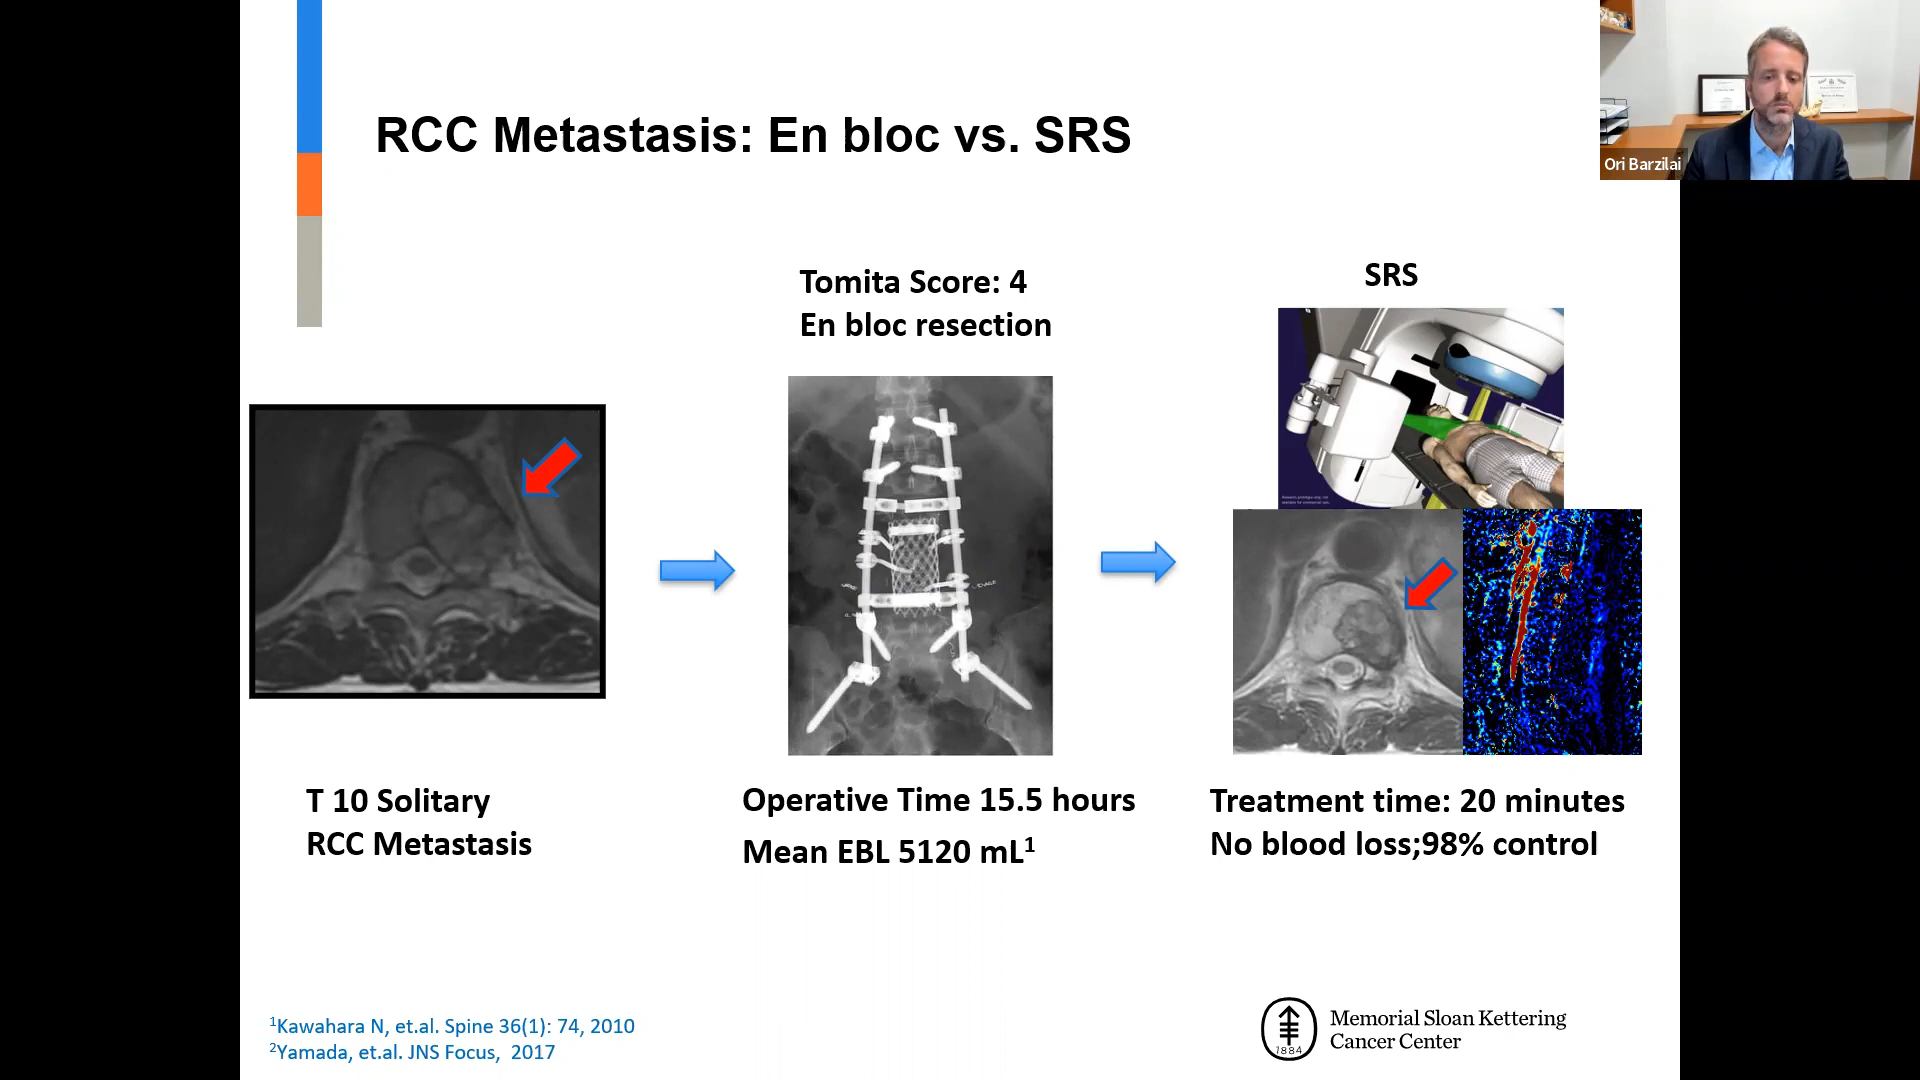 RCC Metastasis: En bloc vs. SRS
Ori Barzilai
Tomita Score: 4
En bloc resection
SRS
T 10 Solitary
RCC Metastasis
Operative Time 15.5 hours
Mean EBL 5120 mL¹
Treatment time: 20 minutes
No blood loss;98% control
¹Kawahara N, et.al. Spine 36(1): 74, 2010
²Yamada, et.al. JNS Focus,  2017
1884
Memorial Sloan Kettering
Cancer Center